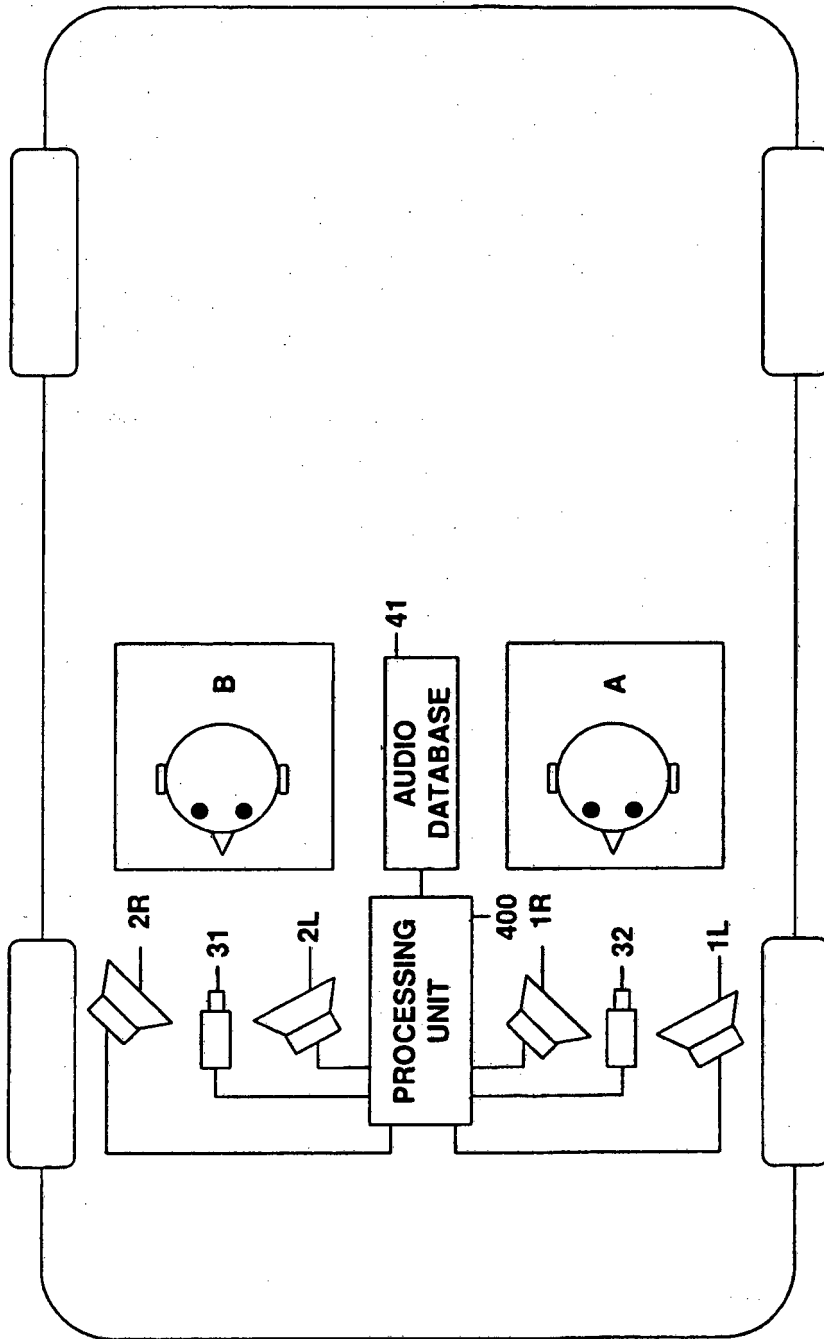 2R
31
2L
B
41
AUDIO
DATABASE
PROCESSING
UNIT
400
1R
32
1L
A